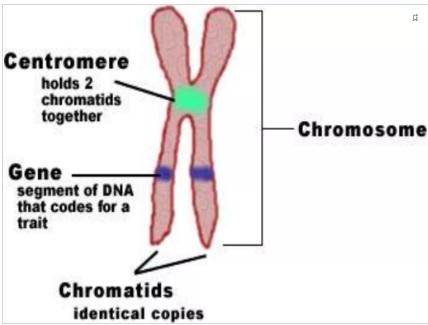 Centromere
holds 2
chromatids
together
Chromosome
Gene
segment of DNA
that codes for a
trait
Chromatids
identical copies